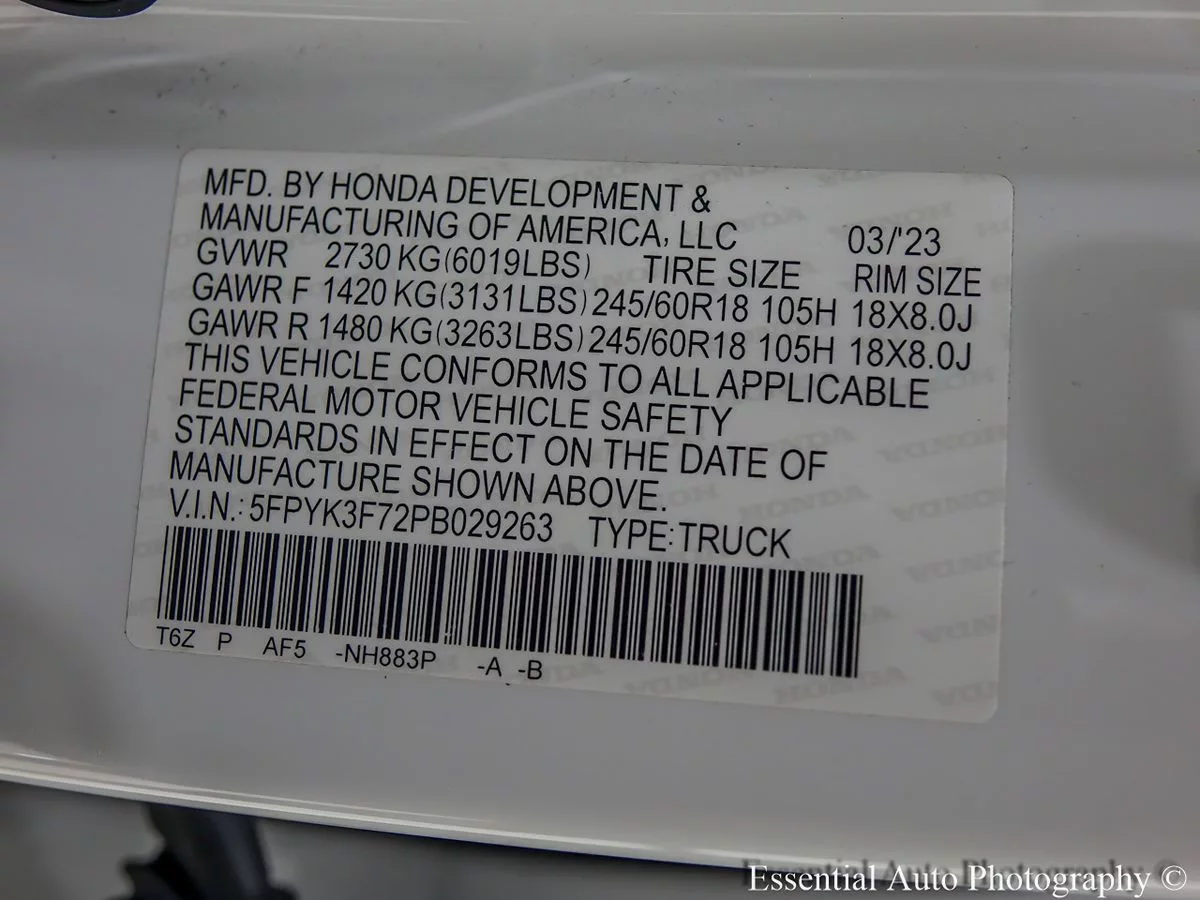 MFD. BY HONDA DEVELOPMENT &
MANUFACTURING OF AMERICA, LLC 03/'23
GVWR 2730 KG(6019LBS) TIRE SIZE RIM SIZE
GAWR F 1420 KG(3131LBS) 245/60R18 105H 18X8.0J
GAWR R 1480 KG(3263LBS) 245/60R18 105H 18X8.0J
THIS VEHICLE CONFORMS TO ALL APPLICABLE
FEDERAL MOTOR VEHICLE SAFETY
STANDARDS IN EFFECT ON THE DATE OF
MANUFACTURE SHOWN ABOVE.
V.I.N.: 5FPYK3F72PB029263 TYPE:TRUCK
T6Z P AF5 -NH883P -A -B
Essential Auto Photography ©